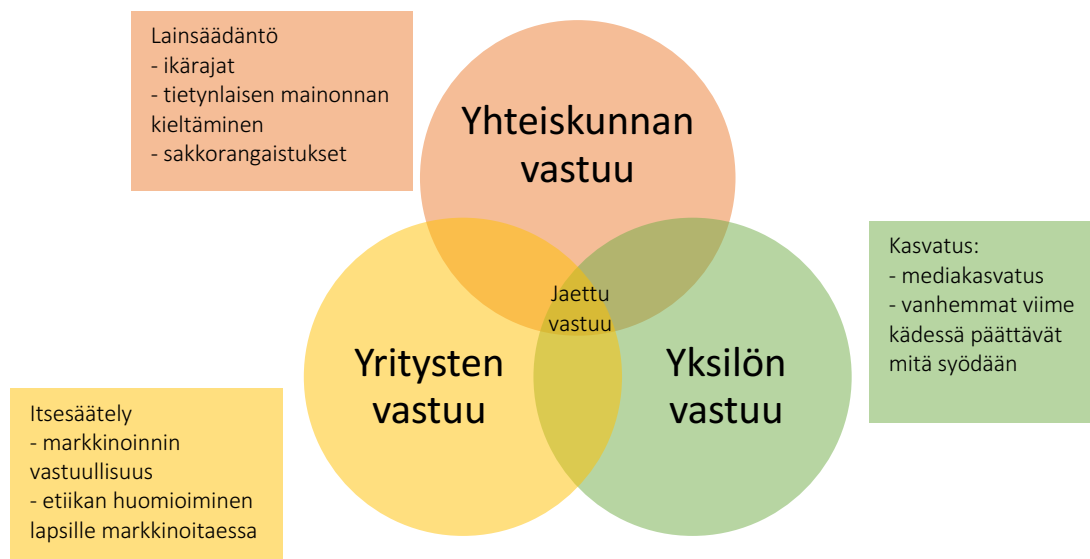 Lainsäädäntö
- ikärajat
- tietynlaisen mainonnan
kieltäminen
- sakkorangaistukset
Yhteiskunnan
vastuu
Kasvatus:
- mediakasvatus
- vanhemmat viime
kädessä päättävät
mitä syödään
Jaettu
vastuu
Yritysten
vastuu
Yksilön
vastuu
Itsesäätely
- markkinoinnin
vastuullisuus
- etiikan huomioiminen
lapsille markkinoitaessa